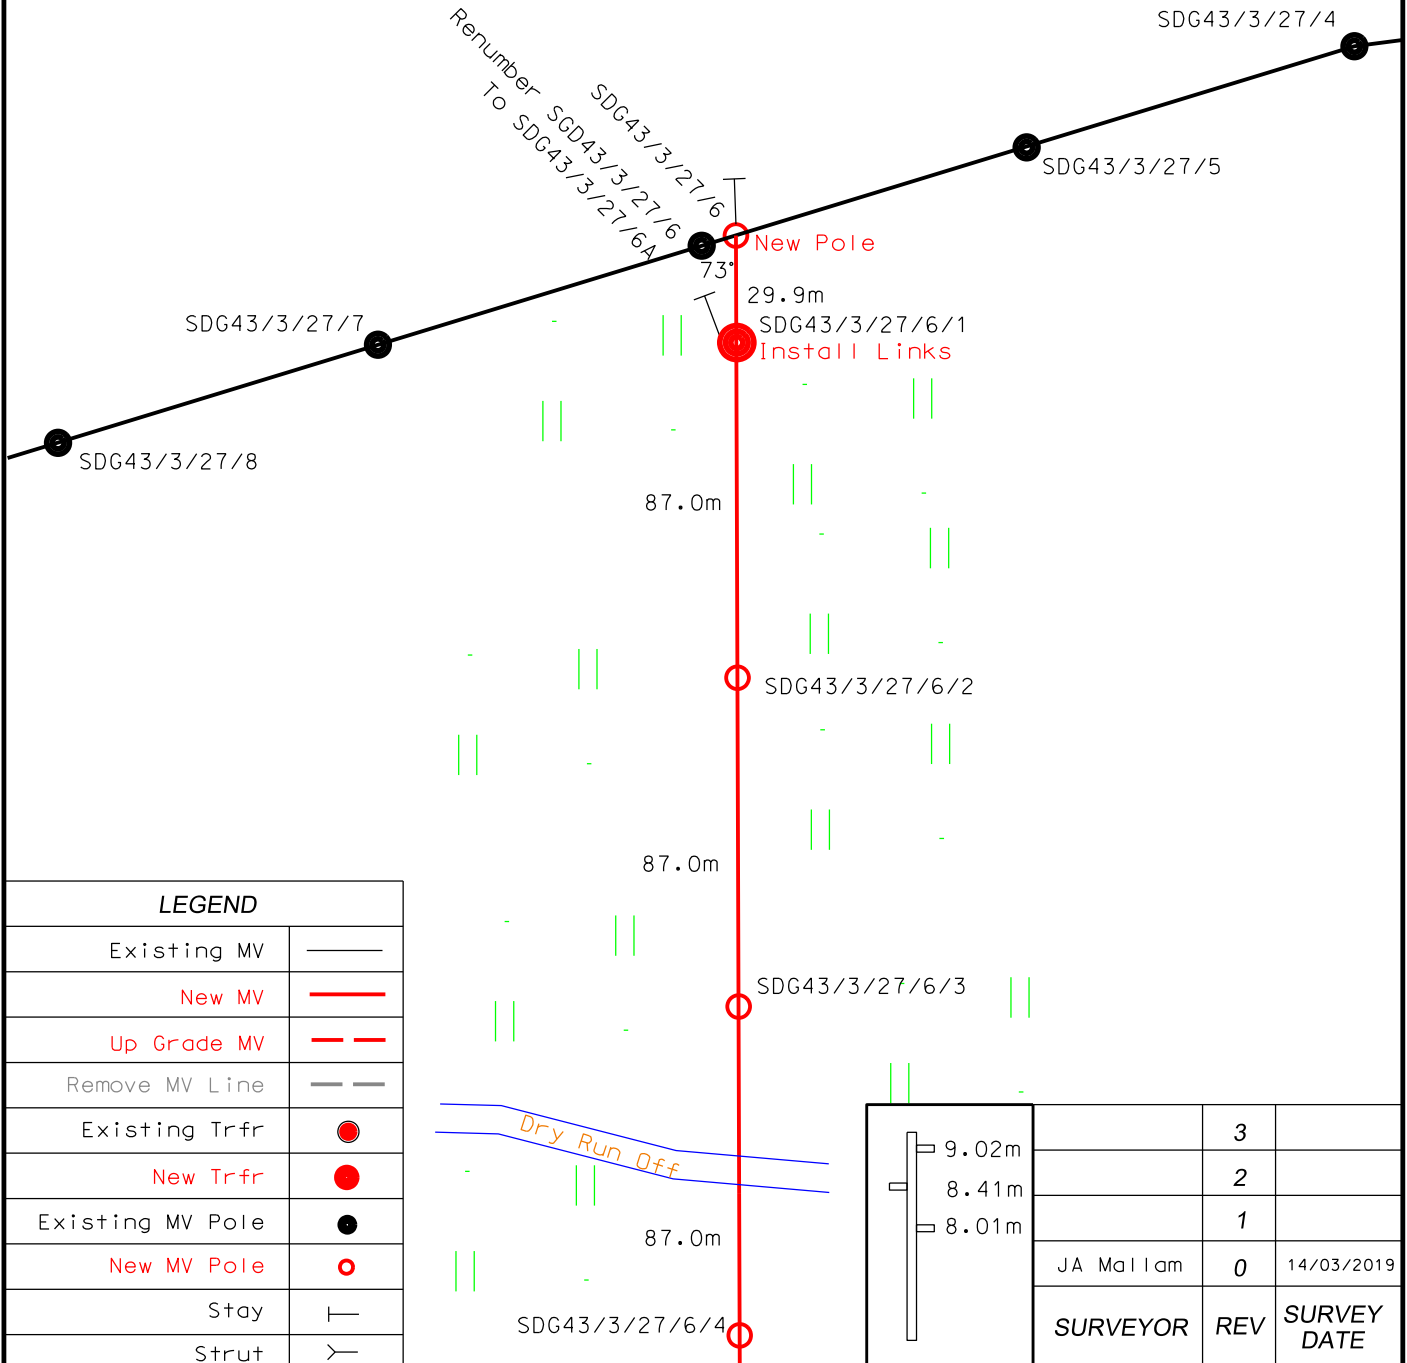 SDG43/3/27/4
Renumber SGD43/3/27/6
To SDG43/3/27/6A
SDG43/3/27/6
SDG43/3/27/5
New Pole
73°
29.9m
SDG43/3/27/7
SDG43/3/27/6/1
Install Links
SDG43/3/27/8
87.0m
SDG43/3/27/6/2
87.0m
SDG43/3/27/6/3
Dry Run Off
87.0m
SDG43/3/27/6/4
LEGEND
Existing MV
New MV
Up Grade MV
Remove MV Line
Existing Trfr
New Trfr
Existing MV Pole
New MV Pole
Stay
Strut
9.02m
8.41m
8.01m
3
2
1
JA Mallam 0 14/03/2019
SURVEYOR REV SURVEY
DATE